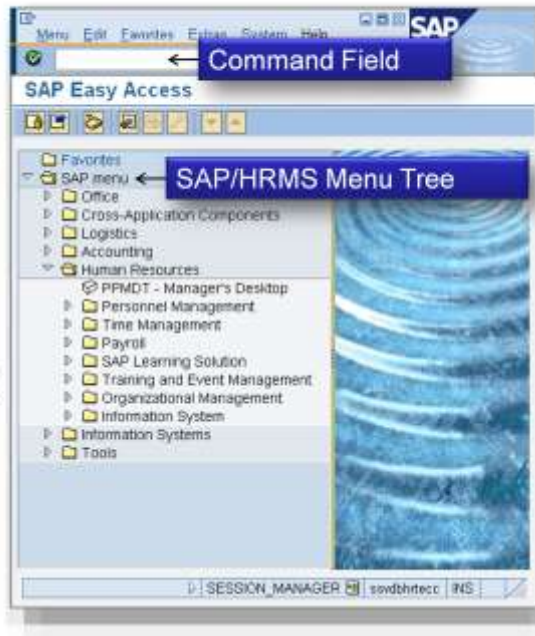 Menu Edit Favorites Extras System Help
SAP
Command Field
SAP Easy Access
Favorites
SAP menu
SAP/HRMS Menu Tree
Office
Cross-Application Components
Logistics
Accounting
Human Resources
PPMDT - Manager's Desktop
Personnel Management
Time Management
Payroll
SAP Learning Solution
Training and Event Management
Organizational Management
Information System
Information Systems
Tools
SESSION_MANAGER ssvdbhrtecc INS